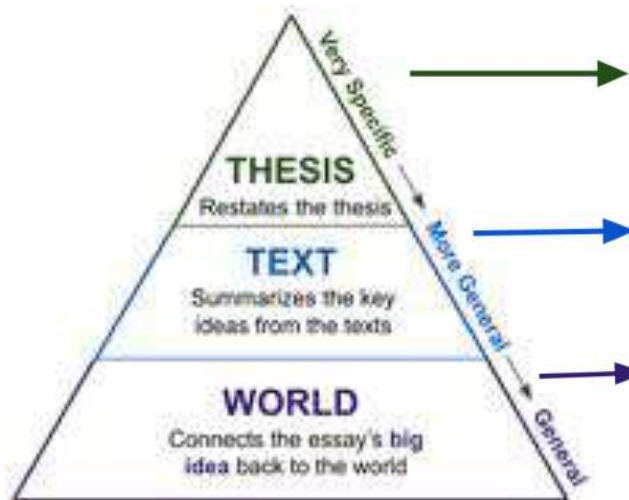 THESIS
Restates the thesis
TEXT
Summarizes the key
ideas from the texts
WORLD
Connects the essay's big
idea back to the world
Very Specific
More General
General